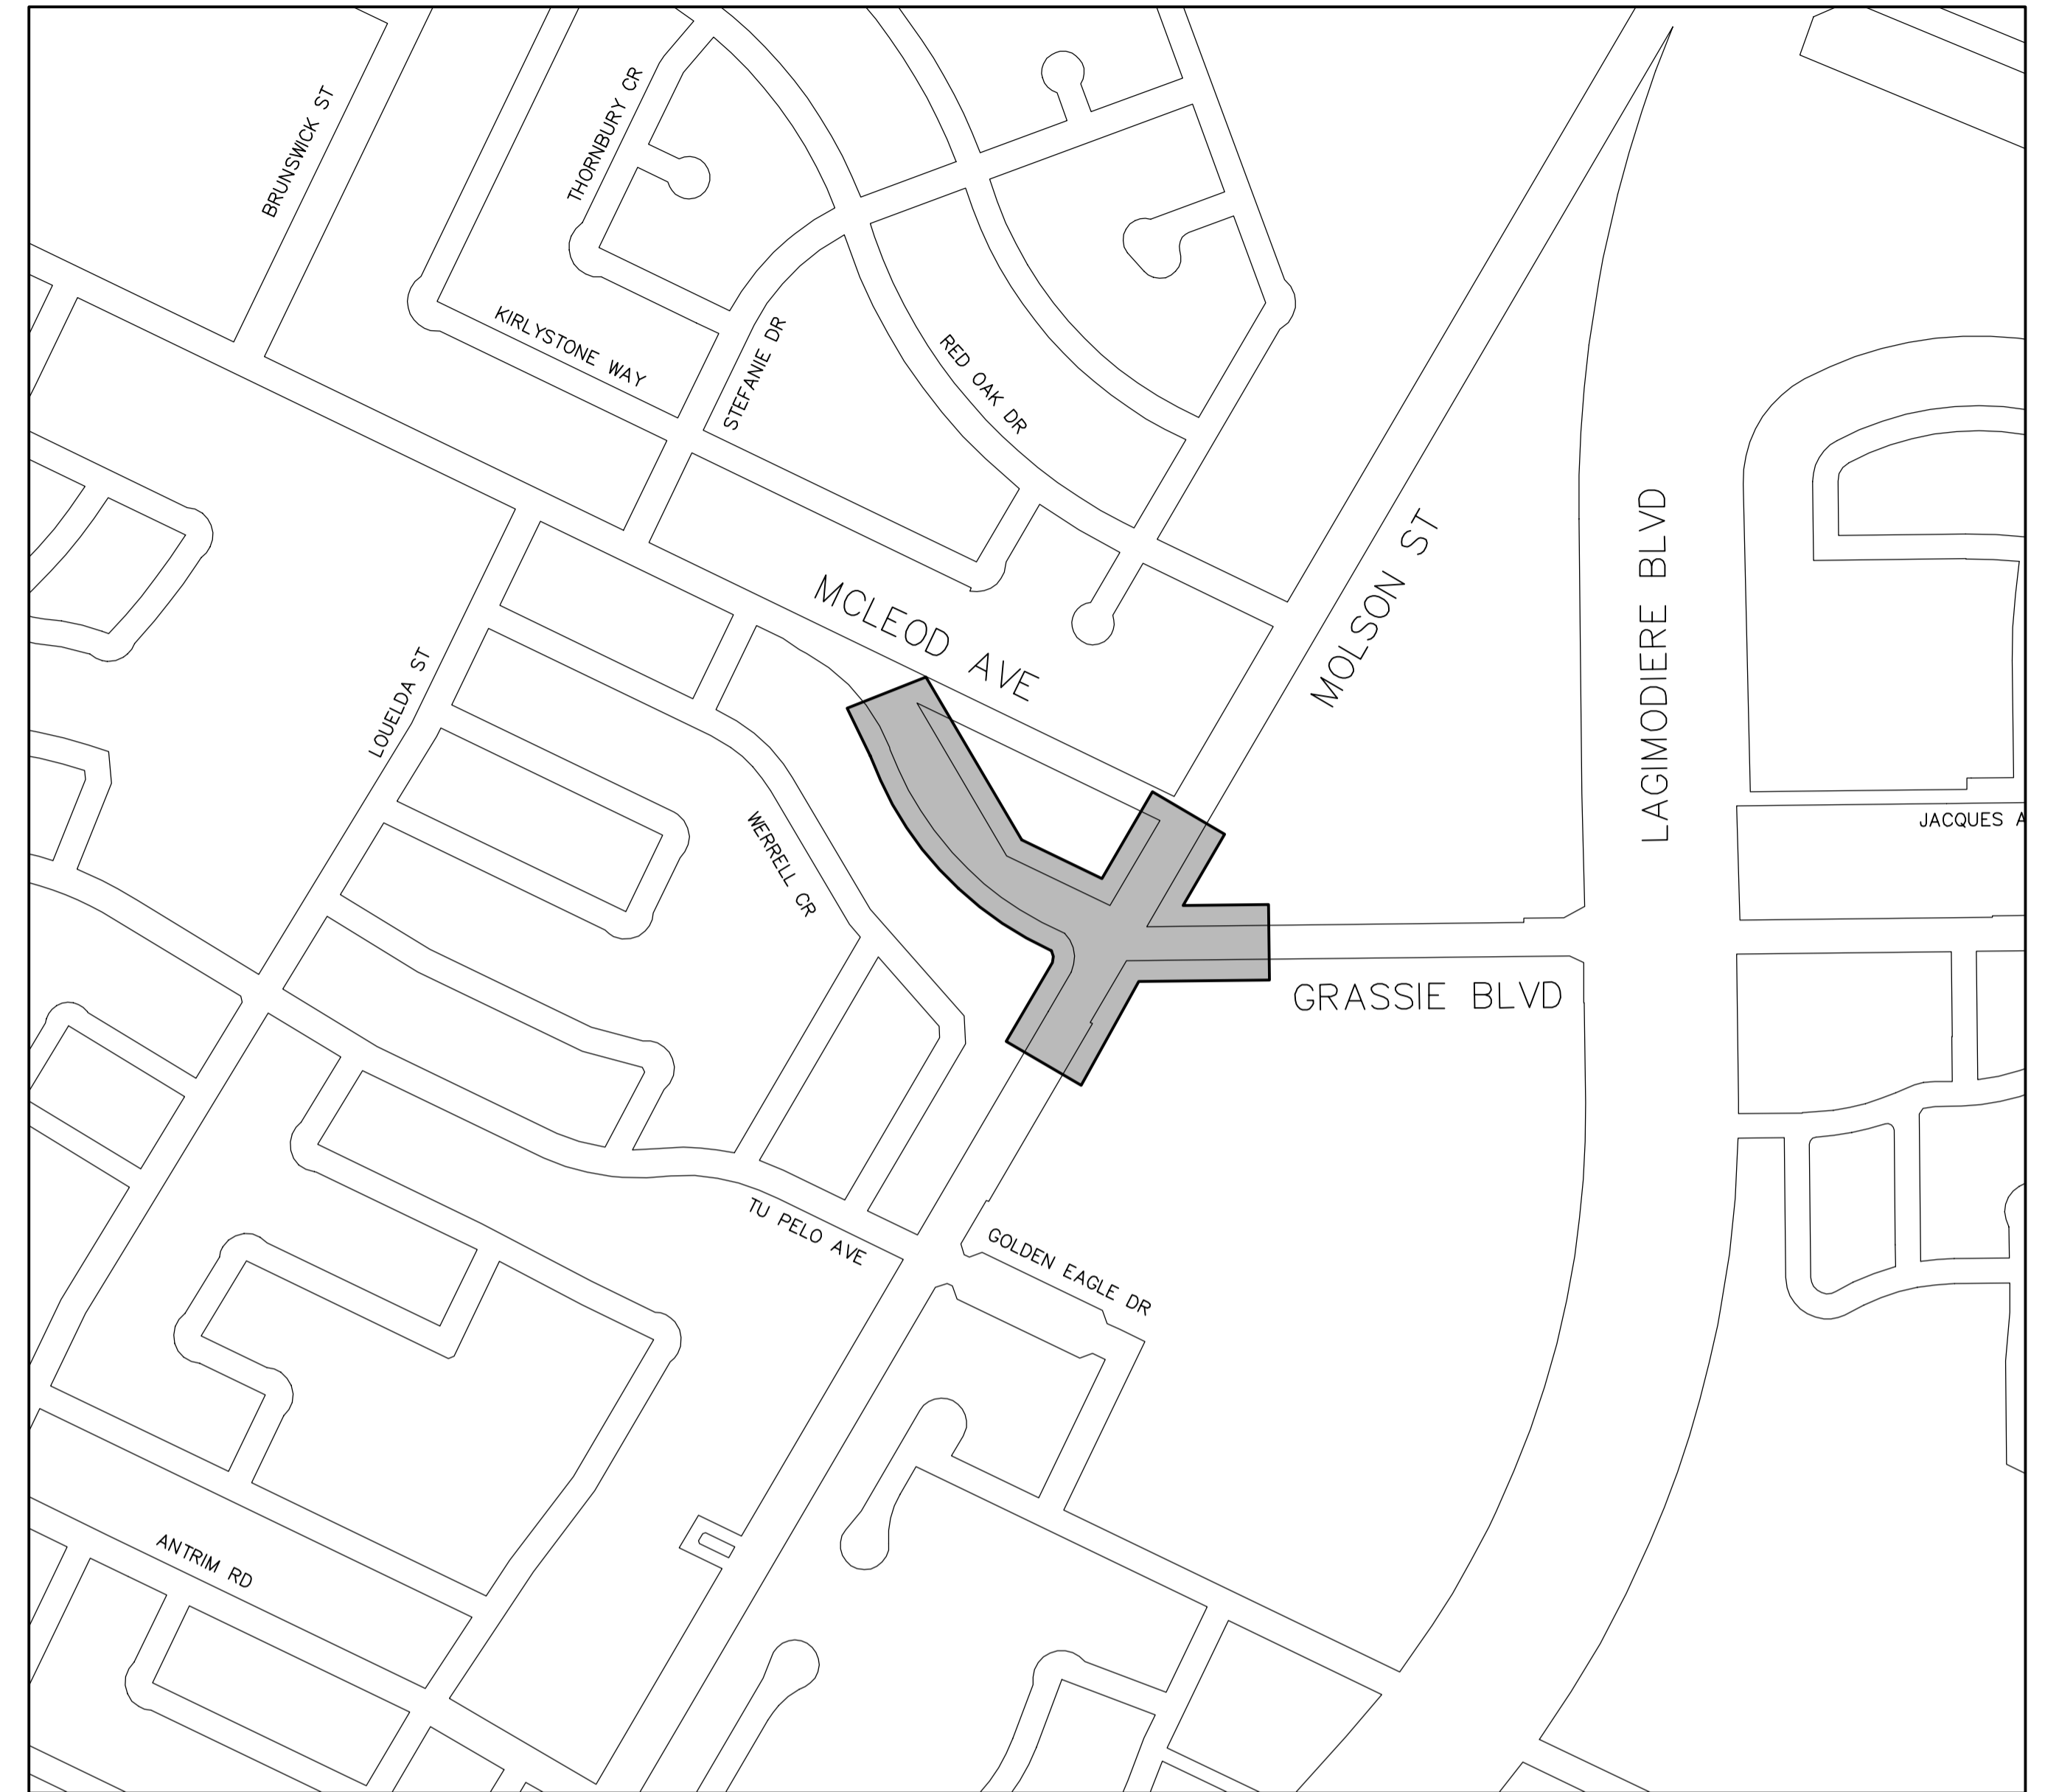 BRUNSWICK ST
THORNBURY CR
KIRLYSTONE WAY
STEFANIE DR
RED OAK DR
MCLEOD AVE
MOLSON ST
LAGIMODIERE BLVD
LOUELDA ST
JACQUES A
WERRELL CR
GRASSIE BLVD
TU PELO AVE
GOLDEN EAGLE DR
ANTRIM RD